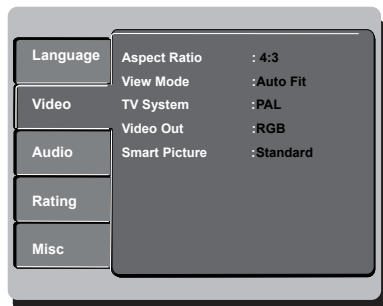 Language
Video
Audio
Rating
Misc
Aspect Ratio : 4:3
View Mode :Auto Fit
TV System :PAL
Video Out :RGB
Smart Picture :Standard